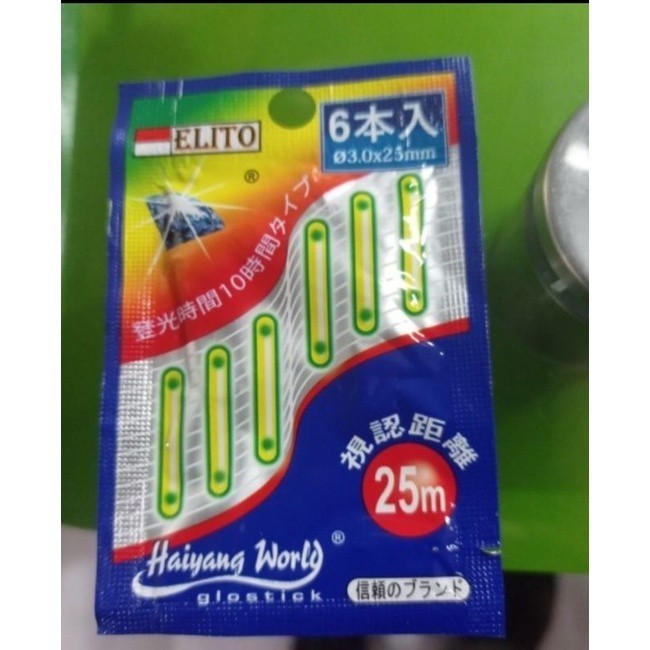 ELITO
®
6本入
Ø3.0x25mm
登光時間10時間タイプ
視認距離
25m
Haiyang World ®
glostick
信頼のブランド